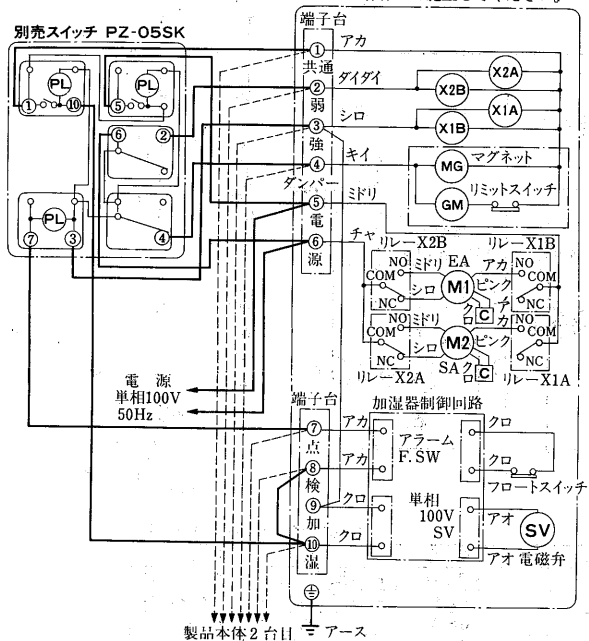 別売スイッチ PZ-05SK
PL
PL
① ⑩ ⑤
⑥ ②
PL
⑦ ③ ④
端子台
① アカ
共通
② ダイダイ
弱
③ シロ
強
④ キイ
ダンパー
⑤ ミドリ
電
⑥ チャ
源
X2A
X2B
X1A
X1B
MG マグネット
GM リミットスイッチ
リレーX2B リレーX1B
NO ミドリ EA アカ NO
COM M1 ピンク COM
シロ
NC クロ C NC
NO ミドリ アカ NO
COM M2 ピンク COM
シロ
NC SA クロ C NC
リレーX2A リレーX1A
電源
単相100V
50Hz
端子台
⑦ アカ
点
⑧ アカ
検
⑨ クロ
加
⑩ クロ
湿
加湿器制御回路
アラーム
F.SW
クロ
クロ
フロートスイッチ
単相
100V
SV
アオ
SV
アオ 電磁弁
製品本体2台目
アース